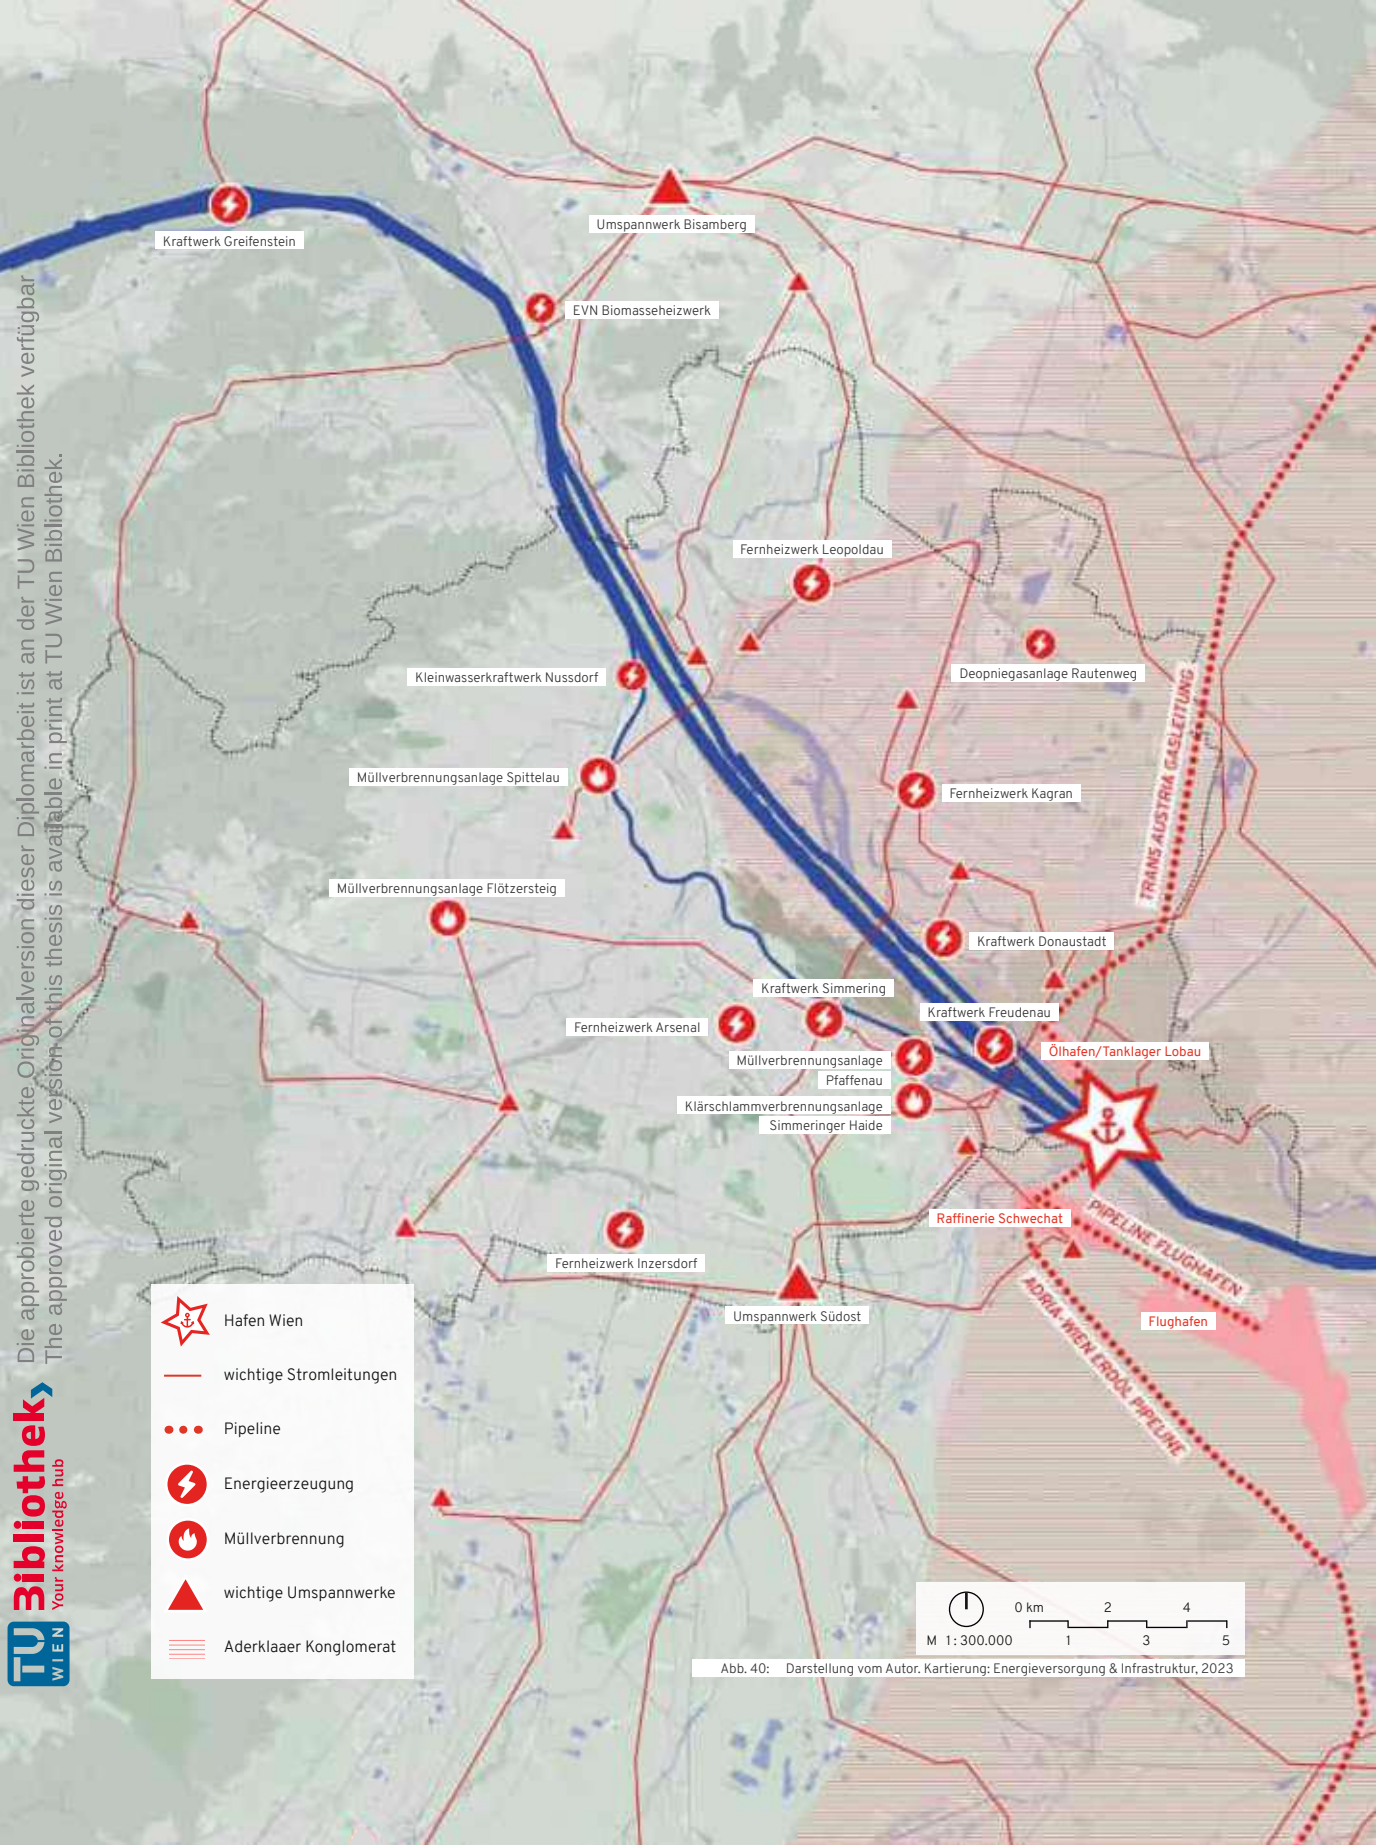 Kraftwerk Greifenstein
Umspannwerk Bisamberg
EVN Biomasseheizwerk
Fernheizwerk Leopoldau
Kleinwasserkraftwerk Nussdorf
Deopniegasanlage Rautenweg
TRANS AUSTRIA GASLEITUNG
Müllverbrennungsanlage Spittelau
Fernheizwerk Kagran
Müllverbrennungsanlage Flötzersteig
Kraftwerk Donaustadt
Kraftwerk Simmering
Kraftwerk Freudenau
Fernheizwerk Arsenal
Ölhafen/Tanklager Lobau
Müllverbrennungsanlage
Pfaffenau
Klärschlammverbrennungsanlage
Simmeringer Haide
Raffinerie Schwechat
PIPELINE FLUGHAFEN
Fernheizwerk Inzersdorf
Umspannwerk Südost
ADRIA-WIEN ERDÖL PIPELINE
Flughafen
Hafen Wien
wichtige Stromleitungen
Pipeline
Energieerzeugung
Müllverbrennung
wichtige Umspannwerke
Aderklaaer Konglomerat
0 km 2 4
M 1:300.000 1 3 5
Abb. 40: Darstellung vom Autor. Kartierung: Energieversorgung & Infrastruktur, 2023
Die approbierte gedruckte Originalversion dieser Diplomarbeit ist an der TU Wien Bibliothek verfügbar
The approved original version of this thesis is available in print at TU Wien Bibliothek.
Bibliothek
Your knowledge hub
TU
WIEN